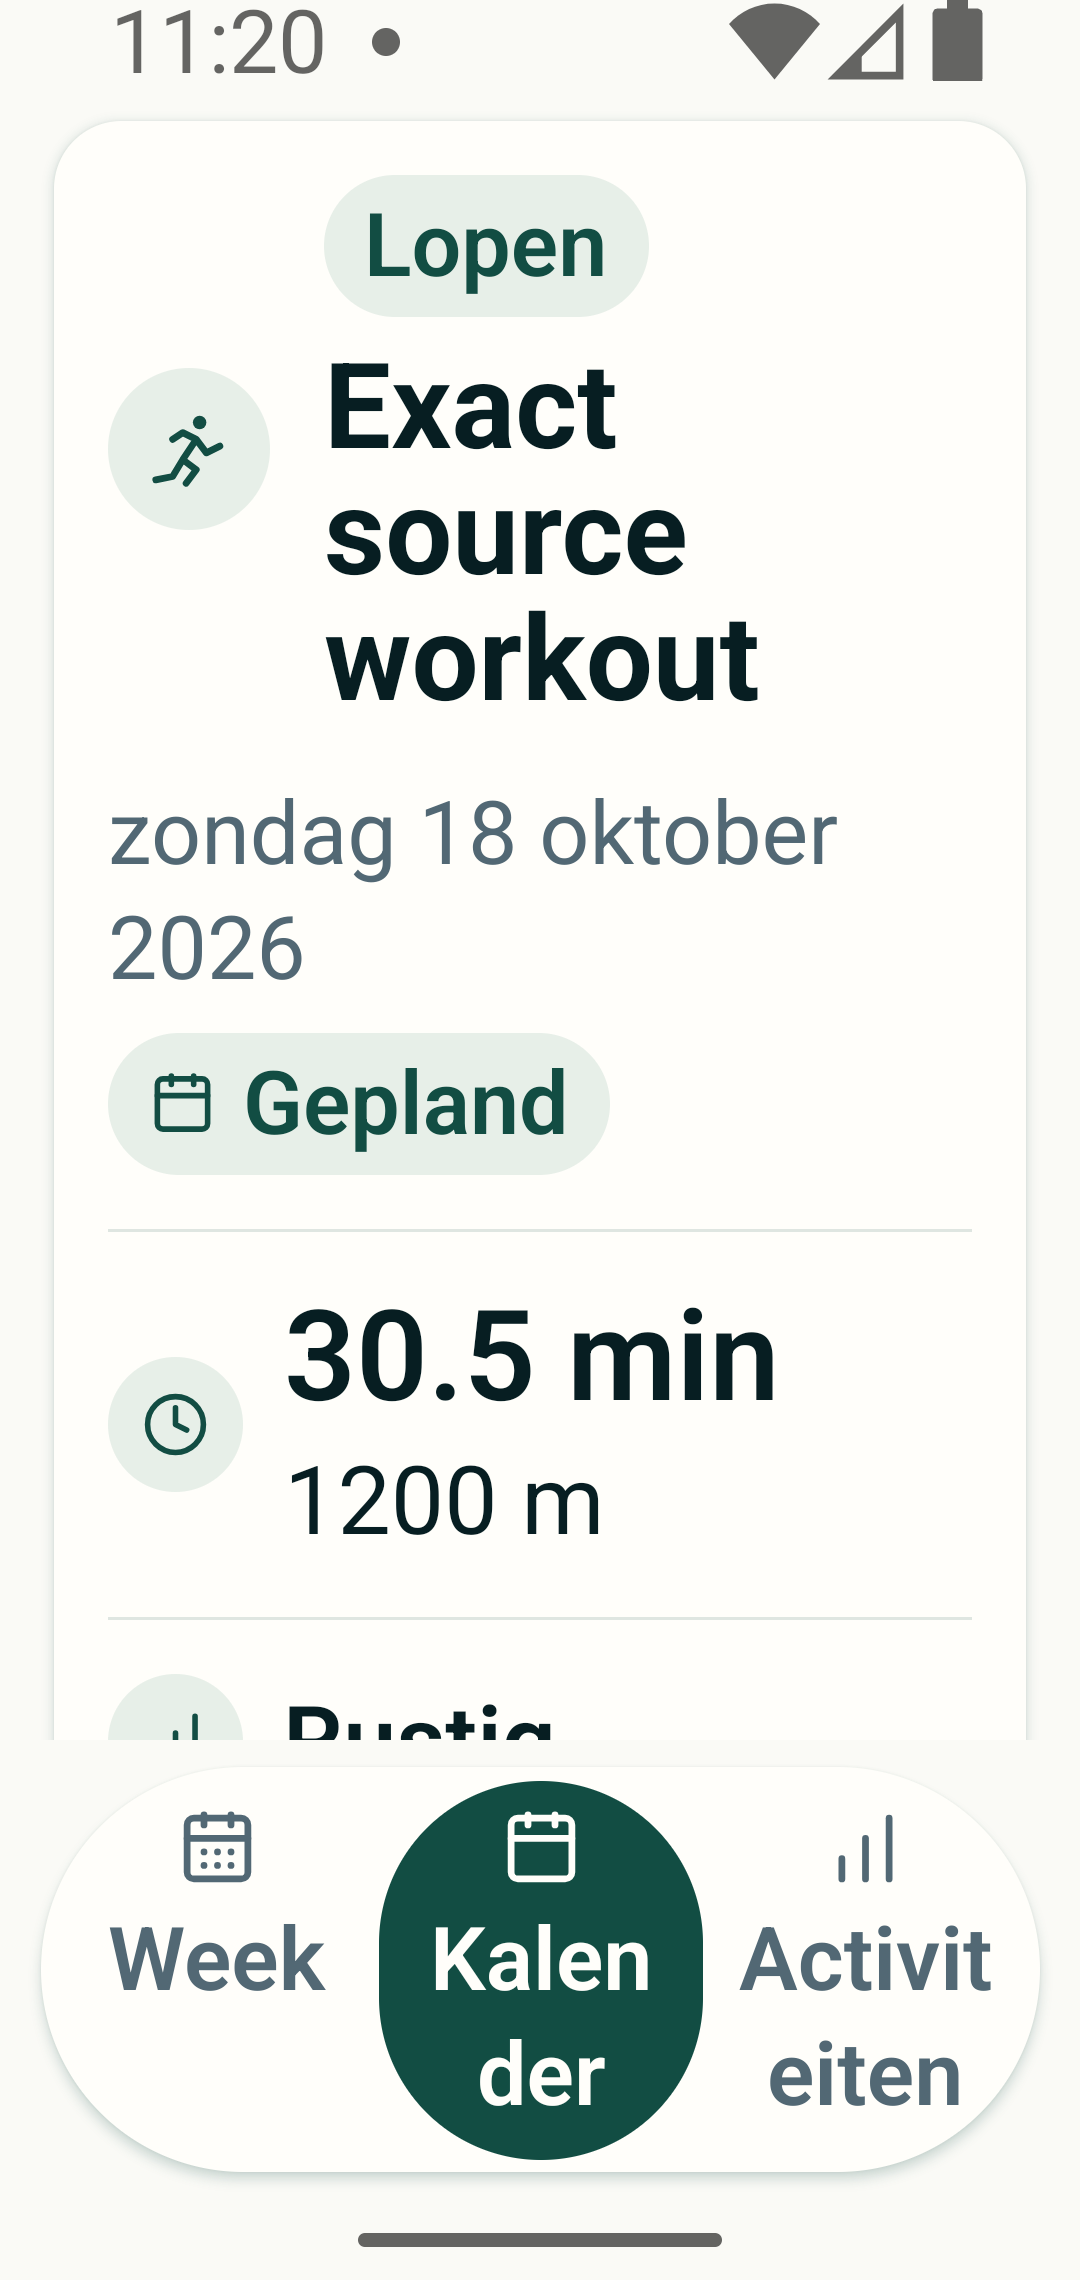 11:20
Lopen
Exact
source
workout
zondag 18 oktober
2026
Gepland
30.5 min
1200 m
Rustig
Week
Kalen
der
Activit
eiten